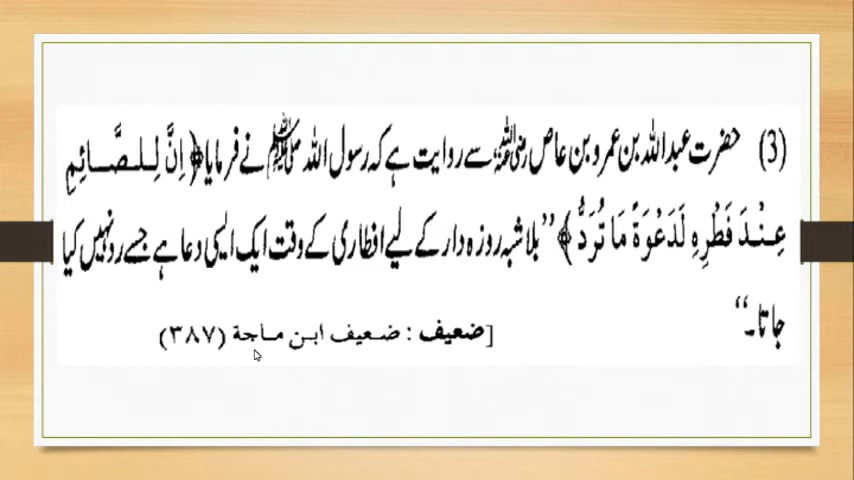 (3) حضرت عبداللہ بن عمرو بن عاص رضی اللہ عنہ سے روایت ہے کہ رسول اللہ ﷺ نے فرمایا ﴿اِنَّ لِلصَّائِمِ
عِنْدَ فَطْرِهِ لَدَعْوَةً مَا تُرَدُّ﴾ ’’بلاشبہ روزہ دار کے لیے افطاری کے وقت ایک ایسی دعا ہے جسے رد نہیں کیا
جاتا۔‘‘
[ضعیف : ضعیف ابن ماجة (٣٨٧)